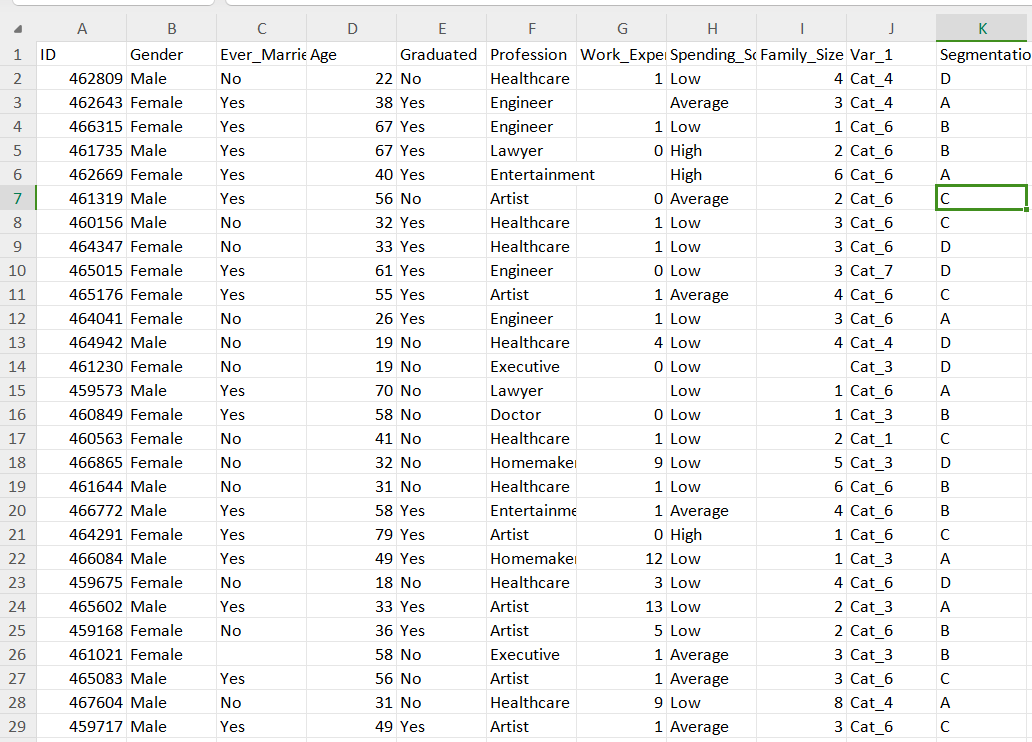 A B C D E F G H I J K
1 ID Gender Ever_Marrie Age Graduated Profession Work_Exper Spending_Sc Family_Size Var_1 Segmentatio
2 462809 Male No 22 No Healthcare 1 Low 4 Cat_4 D
3 462643 Female Yes 38 Yes Engineer Average 3 Cat_4 A
4 466315 Female Yes 67 Yes Engineer 1 Low 1 Cat_6 B
5 461735 Male Yes 67 Yes Lawyer 0 High 2 Cat_6 B
6 462669 Female Yes 40 Yes Entertainment High 6 Cat_6 A
7 461319 Male Yes 56 No Artist 0 Average 2 Cat_6 C
8 460156 Male No 32 Yes Healthcare 1 Low 3 Cat_6 C
9 464347 Female No 33 Yes Healthcare 1 Low 3 Cat_6 D
10 465015 Female Yes 61 Yes Engineer 0 Low 3 Cat_7 D
11 465176 Female Yes 55 Yes Artist 1 Average 4 Cat_6 C
12 464041 Female No 26 Yes Engineer 1 Low 3 Cat_6 A
13 464942 Male No 19 No Healthcare 4 Low 4 Cat_4 D
14 461230 Female No 19 No Executive 0 Low Cat_3 D
15 459573 Male Yes 70 No Lawyer Low 1 Cat_6 A
16 460849 Female Yes 58 No Doctor 0 Low 1 Cat_3 B
17 460563 Female No 41 No Healthcare 1 Low 2 Cat_1 C
18 466865 Female No 32 No Homemaker 9 Low 5 Cat_3 D
19 461644 Male No 31 No Healthcare 1 Low 6 Cat_6 B
20 466772 Male Yes 58 Yes Entertainme 1 Average 4 Cat_6 B
21 464291 Female Yes 79 Yes Artist 0 High 1 Cat_6 C
22 466084 Male Yes 49 Yes Homemaker 12 Low 1 Cat_3 A
23 459675 Female No 18 No Healthcare 3 Low 4 Cat_6 D
24 465602 Male Yes 33 Yes Artist 13 Low 2 Cat_3 A
25 459168 Female No 36 Yes Artist 5 Low 2 Cat_6 B
26 461021 Female 58 No Executive 1 Average 3 Cat_3 B
27 465083 Male Yes 56 No Artist 1 Average 3 Cat_6 C
28 467604 Male No 31 No Healthcare 9 Low 8 Cat_4 A
29 459717 Male Yes 49 Yes Artist 1 Average 3 Cat_6 C